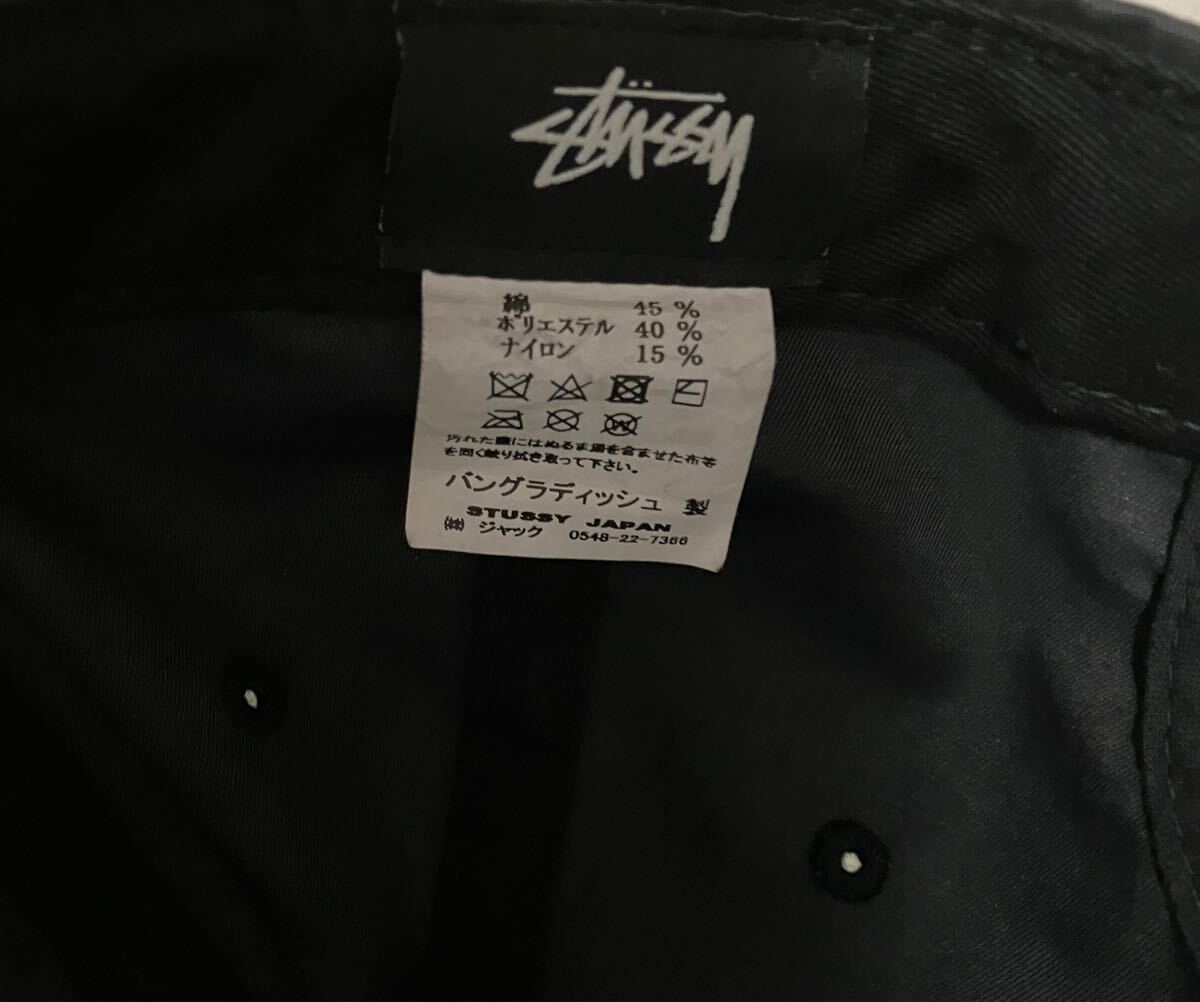 Stüssy
綿 45 %
ポリエステル 40 %
ナイロン 15 %
W
汚れた際にはぬるま湯を含ませた布等
を固く絞り拭き取って下さい。
バングラディッシュ 製
STUSSY JAPAN
ジャック 0548-22-7366